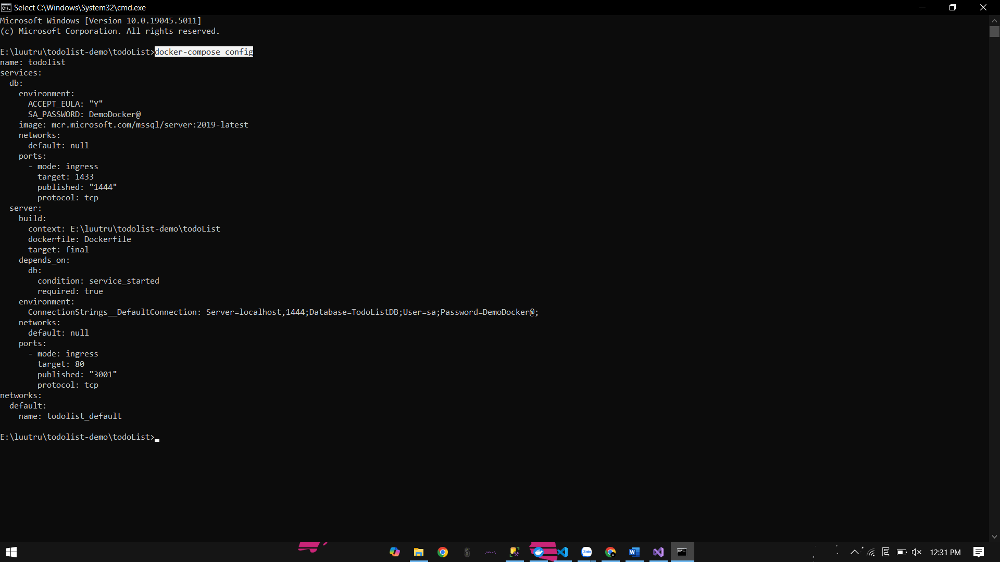 Select C:\Windows\System32\cmd.exe
Microsoft Windows [Version 10.0.19045.5011]
(c) Microsoft Corporation. All rights reserved.
E:\luutru\todolist-demo\todoList>docker-compose config
name: todolist
services:
  db:
    environment:
      ACCEPT_EULA: "Y"
      SA_PASSWORD: DemoDocker@
    image: mcr.microsoft.com/mssql/server:2019-latest
    networks:
      default: null
    ports:
      - mode: ingress
        target: 1433
        published: "1444"
        protocol: tcp
  server:
    build:
      context: E:\luutru\todolist-demo\todoList
      dockerfile: Dockerfile
      target: final
    depends_on:
      db:
        condition: service_started
        required: true
    environment:
      ConnectionStrings__DefaultConnection: Server=localhost,1444;Database=TodoListDB;User=sa;Password=DemoDocker@;
    networks:
      default: null
    ports:
      - mode: ingress
        target: 80
        published: "3001"
        protocol: tcp
networks:
  default:
    name: todolist_default
E:\luutru\todolist-demo\todoList>
Zalo
E
12:31 PM